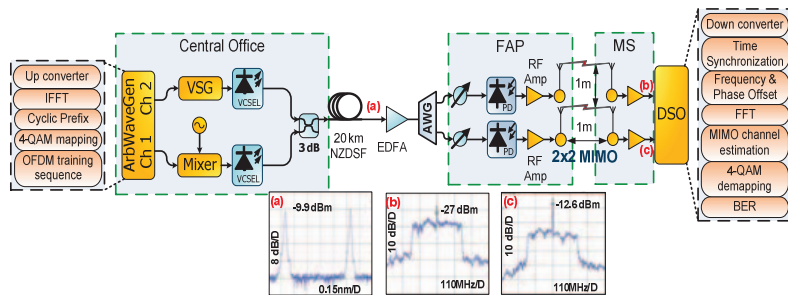 Central Office
FAP
MS
Up converter
IFFT
Cyclic Prefix
4-QAM mapping
OFDM training
sequence
ArbWaveGen
Ch 1 Ch 2
VSG
VCSEL
Mixer
VCSEL
3 dB
20 km
NZDSF
(a)
EDFA
AWG
PD
RF
Amp
1m
(b)
PD
RF
Amp
1m
2x2 MIMO
(c)
DSO
Down converter
Time
Synchronization
Frequency &
Phase Offset
FFT
MIMO channel
estimation
4-QAM
demapping
BER
(a)
-9.9 dBm
8 dB/D
0.15nm/D
(b)
-27 dBm
10 dB/D
110MHz/D
(c)
-12.6 dBm
10 dB/D
110MHz/D